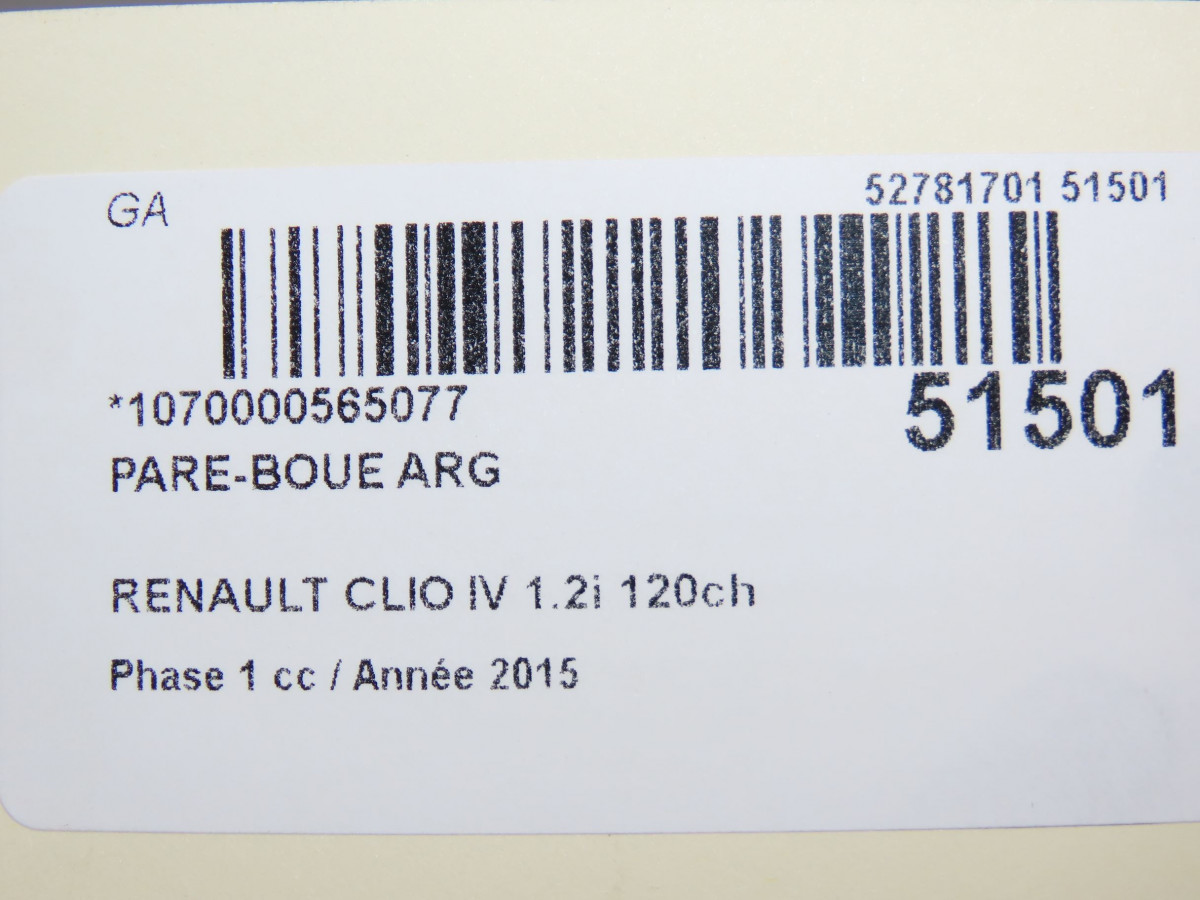 GA
52781701 51501
*1070000565077
51501
PARE-BOUE ARG
RENAULT CLIO IV 1.2i 120ch
Phase 1 cc / Année 2015